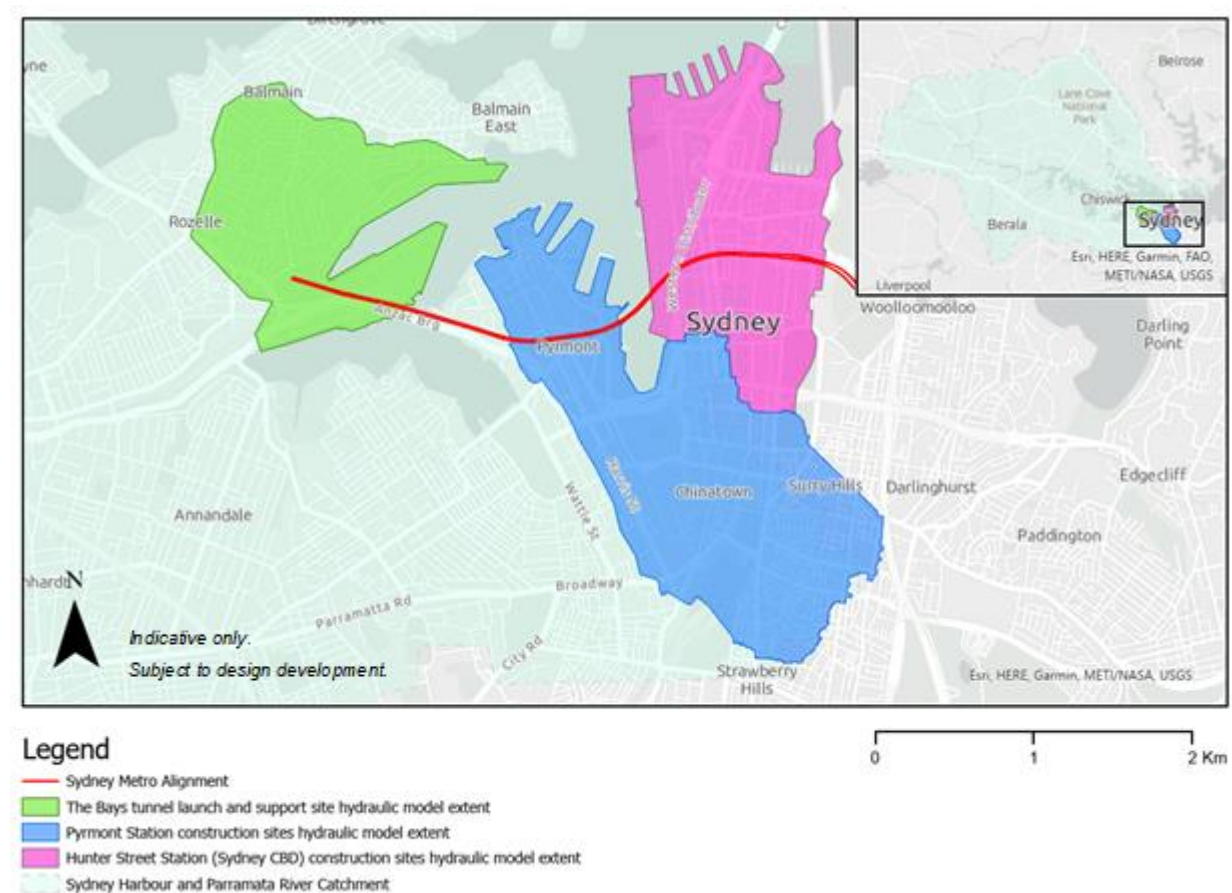 Balmain
Balmain
East
Rozelle
Anzac Brg
Pyrmont
Sydney
Harris St
Wattle St
Chinatown
Surry Hills
Darlinghurst
Annandale
Broadway
Parramatta Rd
City Rd
Strawberry
Hills
Woolloomooloo
Darling
Point
Edgecliff
Paddington
Belrose
Lane Cove
National
Park
Chiswick
Berala
Sydney
Liverpool
Esri, HERE, Garmin, FAO,
METI/NASA, USGS
N
Indicative only.
Subject to design development.
Esri, HERE, Garmin, METI/NASA, USGS
Legend
Sydney Metro Alignment
The Bays tunnel launch and support site hydraulic model extent
Pyrmont Station construction sites hydraulic model extent
Hunter Street Station (Sydney CBD) construction sites hydraulic model extent
Sydney Harbour and Parramata River Catchment
0 1 2 Km